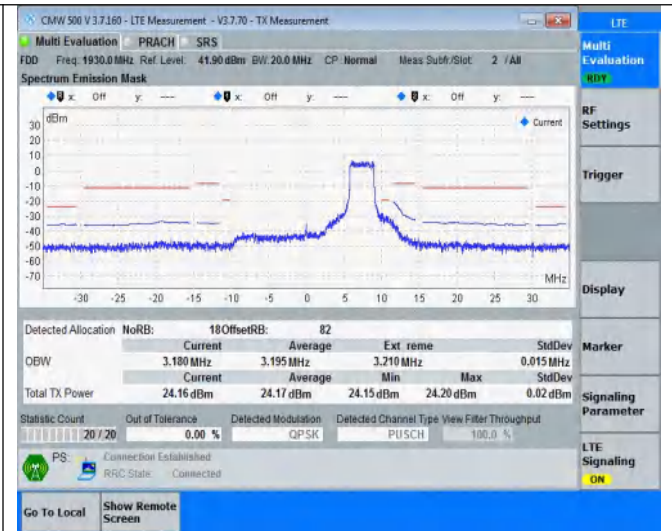 CMW 500 V 3.7.160 - LTE Measurement - V3.7.70 - TX Measurement
LTE
Multi Evaluation PRACH SRS
Multi Evaluation
RDY
FDD Freq: 1930.0 MHz Ref. Level: 41.90 dBm BW: 20.0 MHz CP: Normal Meas Subfr./Slot: 2 / All
Spectrum Emission Mask
x: Off y: --- x: Off y: --- x: Off y: ---
RF Settings
dBm
Current
30
20
10
0
-10
-20
-30
-40
-50
-60
-70
Trigger
MHz
-30 -25 -20 -15 -10 -5 0 5 10 15 20 25 30
Display
Detected Allocation NoRB: 18 OffsetRB: 82
Current Average Ext reme StdDev
OBW 3.180 MHz 3.195 MHz 3.210 MHz 0.015 MHz
Marker
Current Average Min Max StdDev
Total TX Power 24.16 dBm 24.17 dBm 24.15 dBm 24.20 dBm 0.02 dBm
Signaling Parameter
Statistic Count Out of Tolerance Detected Modulation Detected Channel Type View Filter Throughput
20 / 20 0.00 % QPSK PUSCH 100.0 %
PS: Connection Established
RRC State: Connected
LTE Signaling
ON
Go To Local
Show Remote Screen